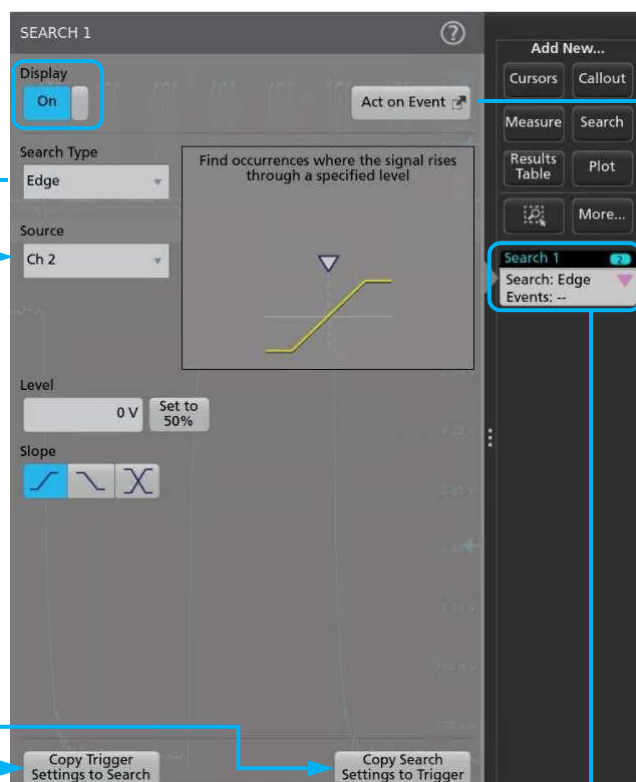 SEARCH 1
?
Display
On
Act on Event
Search Type
Edge
Find occurrences where the signal rises
through a specified level
Source
Ch 2
Level
0 V
Set to
50%
Slope
Copy Trigger
Settings to Search
Copy Search
Settings to Trigger
Add New...
Cursors
Callout
Measure
Search
Results
Table
Plot
More...
Search 1
2
Search: Edge
Events: --